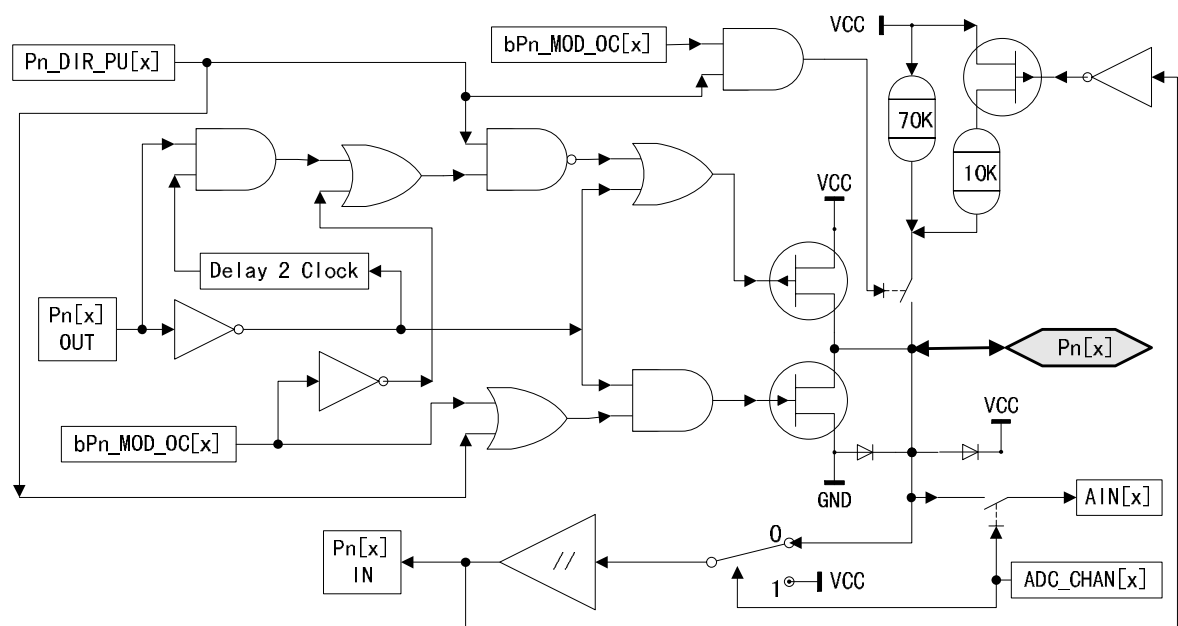 bPn_MOD_OC[x]
VCC
Pn_DIR_PU[x]
70K
10K
VCC
Delay 2 Clock
Pn[x]
OUT
Pn[x]
bPn_MOD_OC[x]
VCC
GND
AIN[x]
Pn[x]
IN
//
0
1
VCC
ADC_CHAN[x]